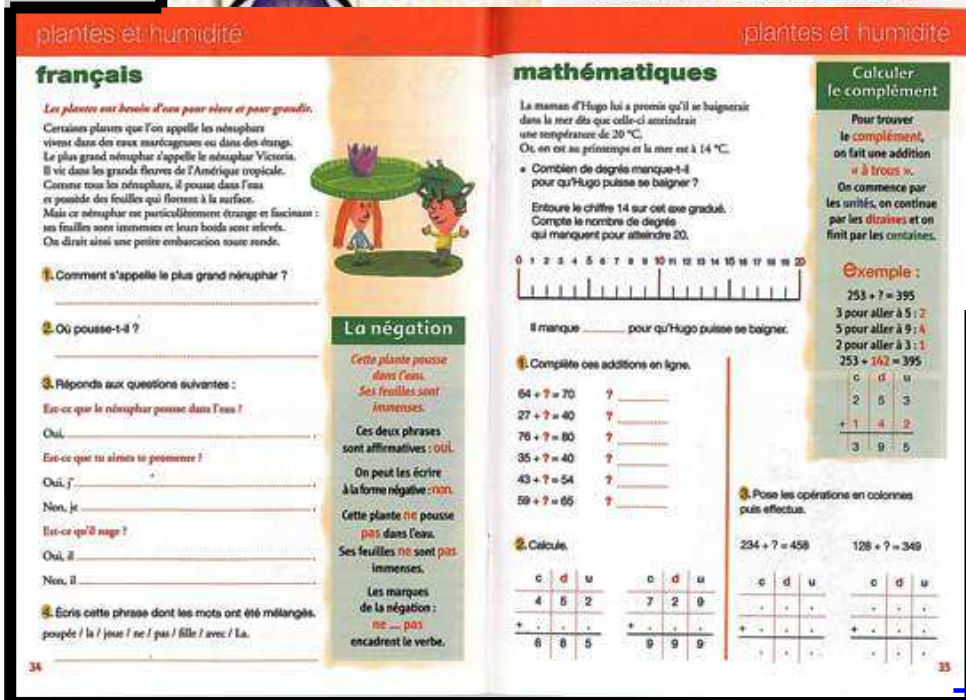 plantes et humidité
français
Les plantes ont besoin d'eau pour vivre et pour grandir.
Certaines plantes que l'on appelle les nénuphars
vivent dans des eaux marécageuses ou dans des étangs.
Le plus grand nénuphar s'appelle le nénuphar Victoria.
Il vit dans les grands fleuves de l'Amérique tropicale.
Comme tous les nénuphars, il pousse dans l'eau
et possède des feuilles qui flottent à la surface.
Mais ce nénuphar est particulièrement étrange et fascinant :
ses feuilles sont immenses et leurs bords sont relevés.
On dirait ainsi une petite embarcation toute ronde.
1. Comment s'appelle le plus grand nénuphar ?
2. Où pousse-t-il ?
3. Réponds aux questions suivantes :
Est-ce que le nénuphar pousse dans l'eau ?
Oui, .
Est-ce que tu aimes te promener ?
Oui, j' ,
Non, je ,
Est-ce qu'il nage ?
Oui, il ,
Non, il ,
4. Écris cette phrase dont les mots ont été mélangés.
poupée / la / joue / ne / pas / fille / avec / La.
34
La négation
Cette plante pousse
dans l'eau.
Ses feuilles sont
immenses.
Ces deux phrases
sont affirmatives : oui.
On peut les écrire
à la forme négative : non.
Cette plante ne pousse
pas dans l'eau.
Ses feuilles ne sont pas
immenses.
Les marques
de la négation :
ne ... pas
encadrent le verbe.
plantes et humidité
mathématiques
La maman d'Hugo lui a promis qu'il se baignerait
dans la mer dès que celle-ci atteindrait
une température de 20 °C.
Or, on est au printemps et la mer est à 14 °C.
• Combien de degrés manque-t-il
pour qu'Hugo puisse se baigner ?
Entoure le chiffre 14 sur cet axe gradué.
Compte le nombre de degrés
qui manquent pour atteindre 20.
0 1 2 3 4 5 6 7 8 9 10 11 12 13 14 15 16 17 18 19 20
Il manque pour qu'Hugo puisse se baigner.
1. Complète ces additions en ligne.
64 + ? = 70 ?
27 + ? = 40 ?
76 + ? = 80 ?
35 + ? = 40 ?
43 + ? = 54 ?
59 + ? = 65 ?
2. Calcule.
c d u c d u
4 5 2 7 2 9
+ . . . + . . .
6 6 5 9 9 9
Calculer
le complément
Pour trouver
le complément,
on fait une addition
« à trous ».
On commence par
les unités, on continue
par les dizaines et on
finit par les centaines.
exemple :
253 + ? = 395
3 pour aller à 5 : 2
5 pour aller à 9 : 4
2 pour aller à 3 : 1
253 + 142 = 395
c d u
2 5 3
+ 1 4 2
3 9 5
3. Pose les opérations en colonnes
puis effectue.
234 + ? = 458 128 + ? = 349
c d u c d u
. . . . . .
+ . . . + . . .
. . . . . .
35